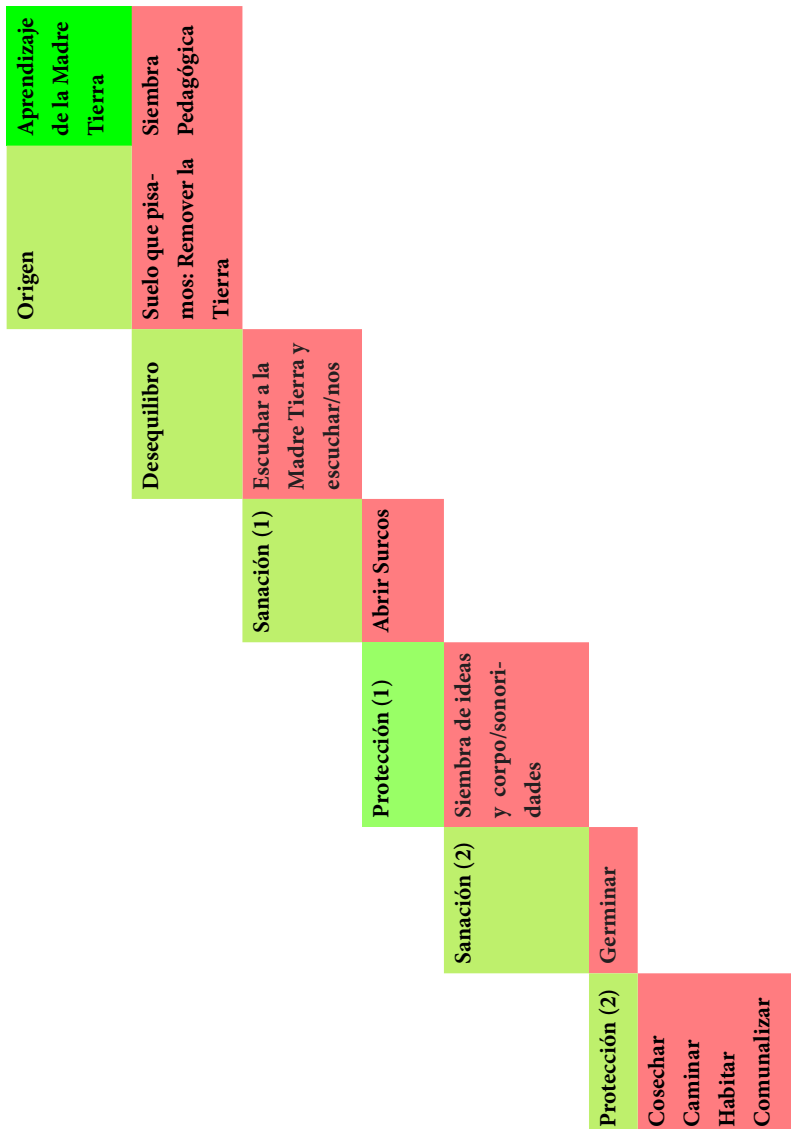 Aprendizaje
de la Madre
Tierra
Siembra
Pedagógica
Origen
Suelo que pisa-
mos: Remover la
Tierra
Desequilibro
Escuchar a la
Madre Tierra y
escuchar/nos
Sanación (1)
Abrir Surcos
Protección (1)
Siembra de ideas
y corpo/sonori-
dades
Sanación (2)
Germinar
Protección (2)
Cosechar
Caminar
Habitar
Comunalizar